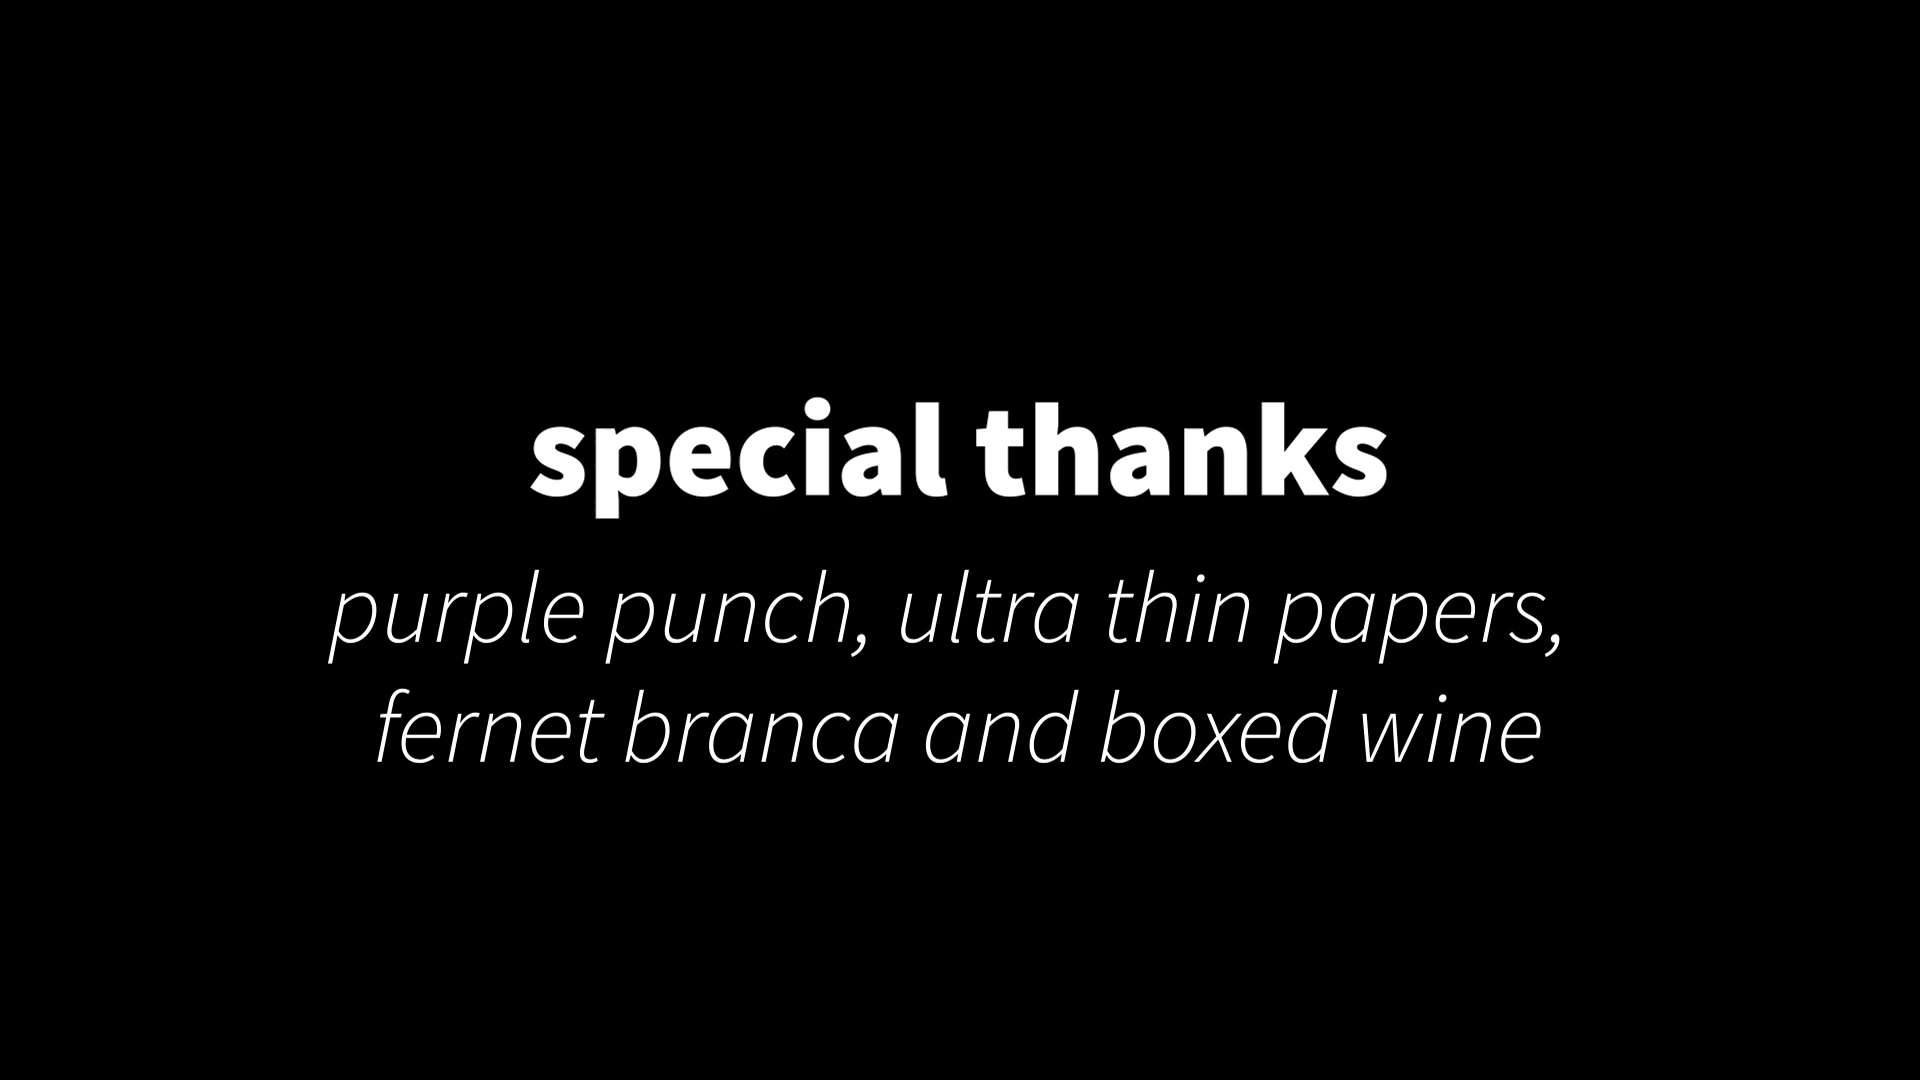 special thanks
purple punch, ultra thin papers,
fernet branca and boxed wine